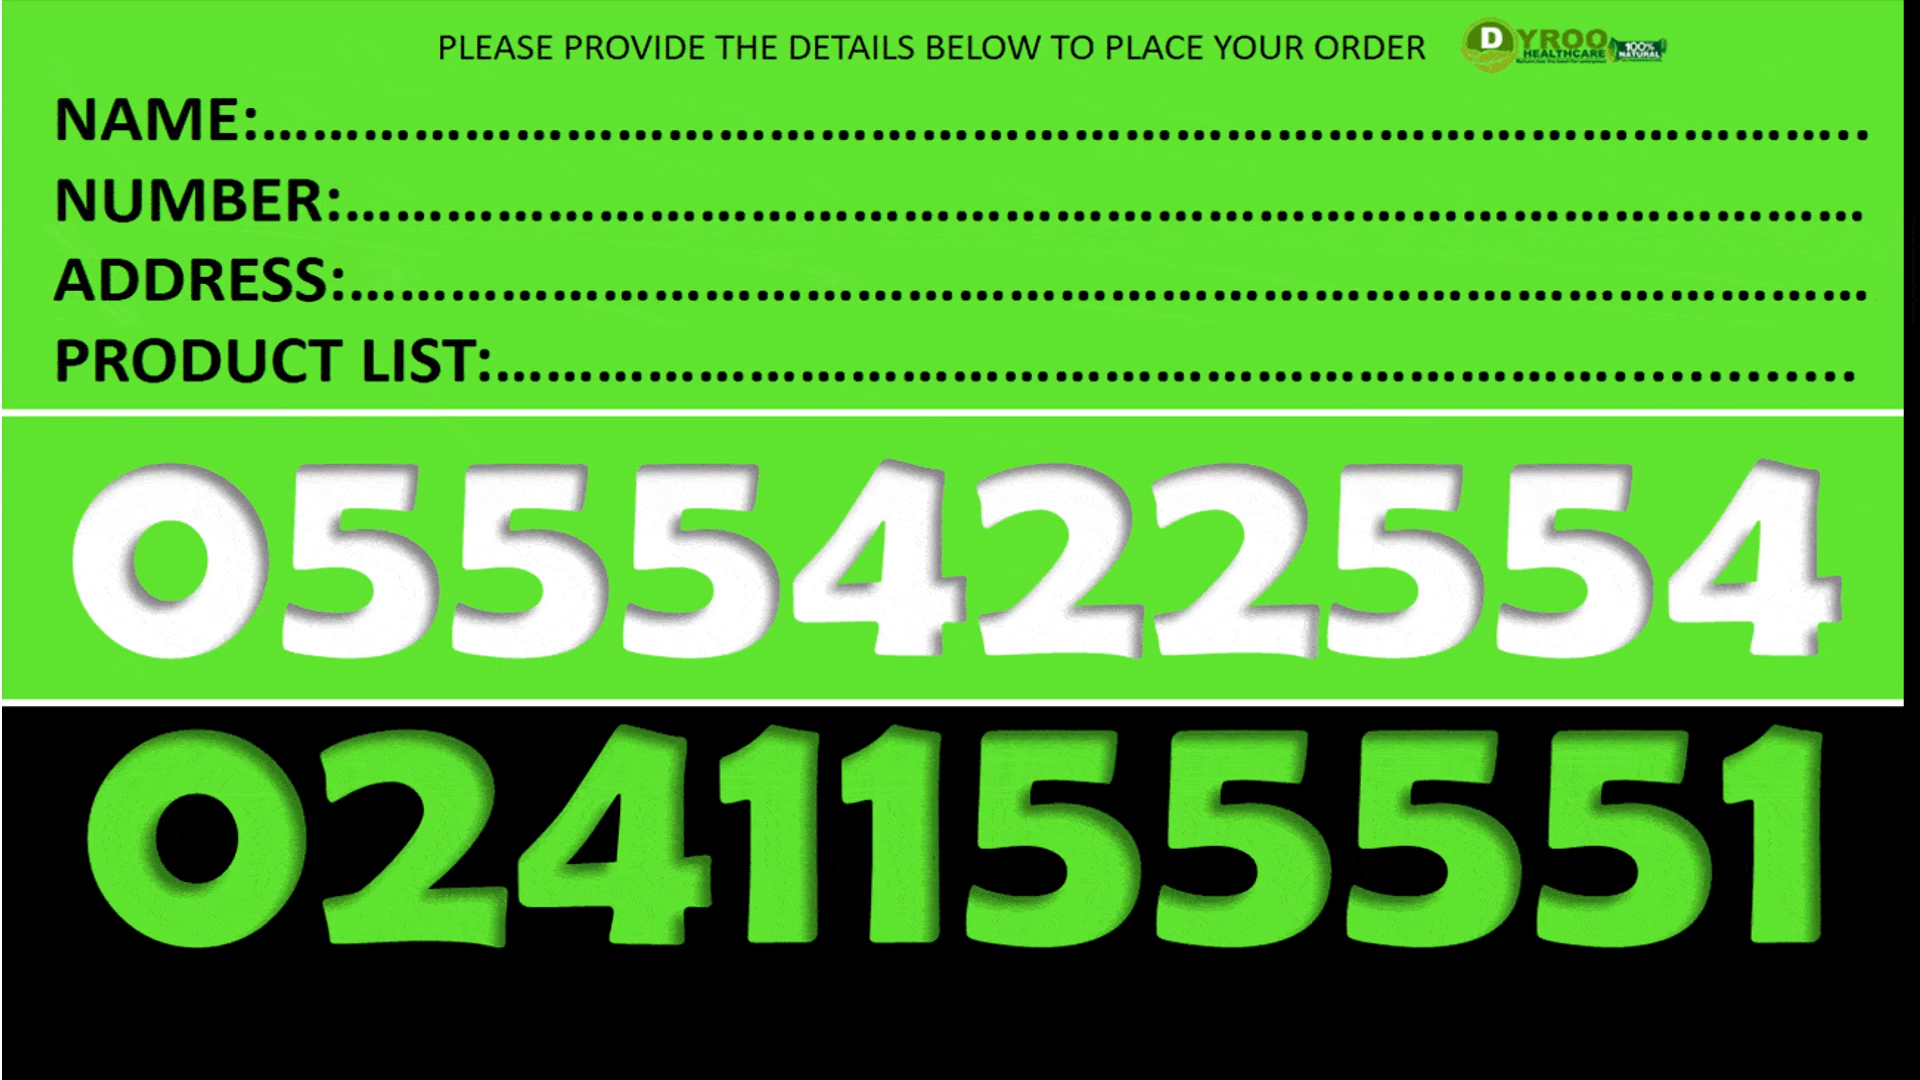 PLEASE PROVIDE THE DETAILS BELOW TO PLACE YOUR ORDER
DYROO
HEALTHCARE
100%
NATURAL
NAME:................................................................................
NUMBER:................................................................................
ADDRESS:................................................................................
PRODUCT LIST:................................................................................
0555422554
0241155551